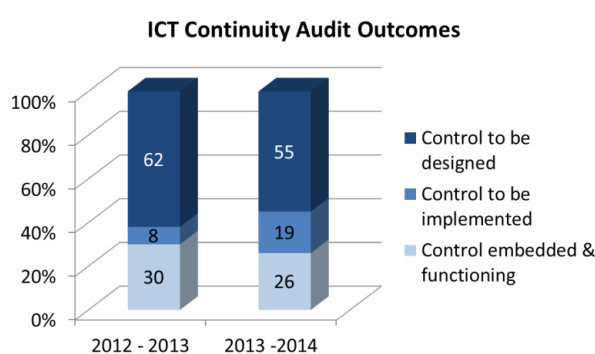 ICT Continuity Audit Outcomes
100%
80%
60%
40%
20%
0%
62
8
30
55
19
26
2012 - 2013
2013 -2014
Control to be
designed
Control to be
implemented
Control embedded &
functioning